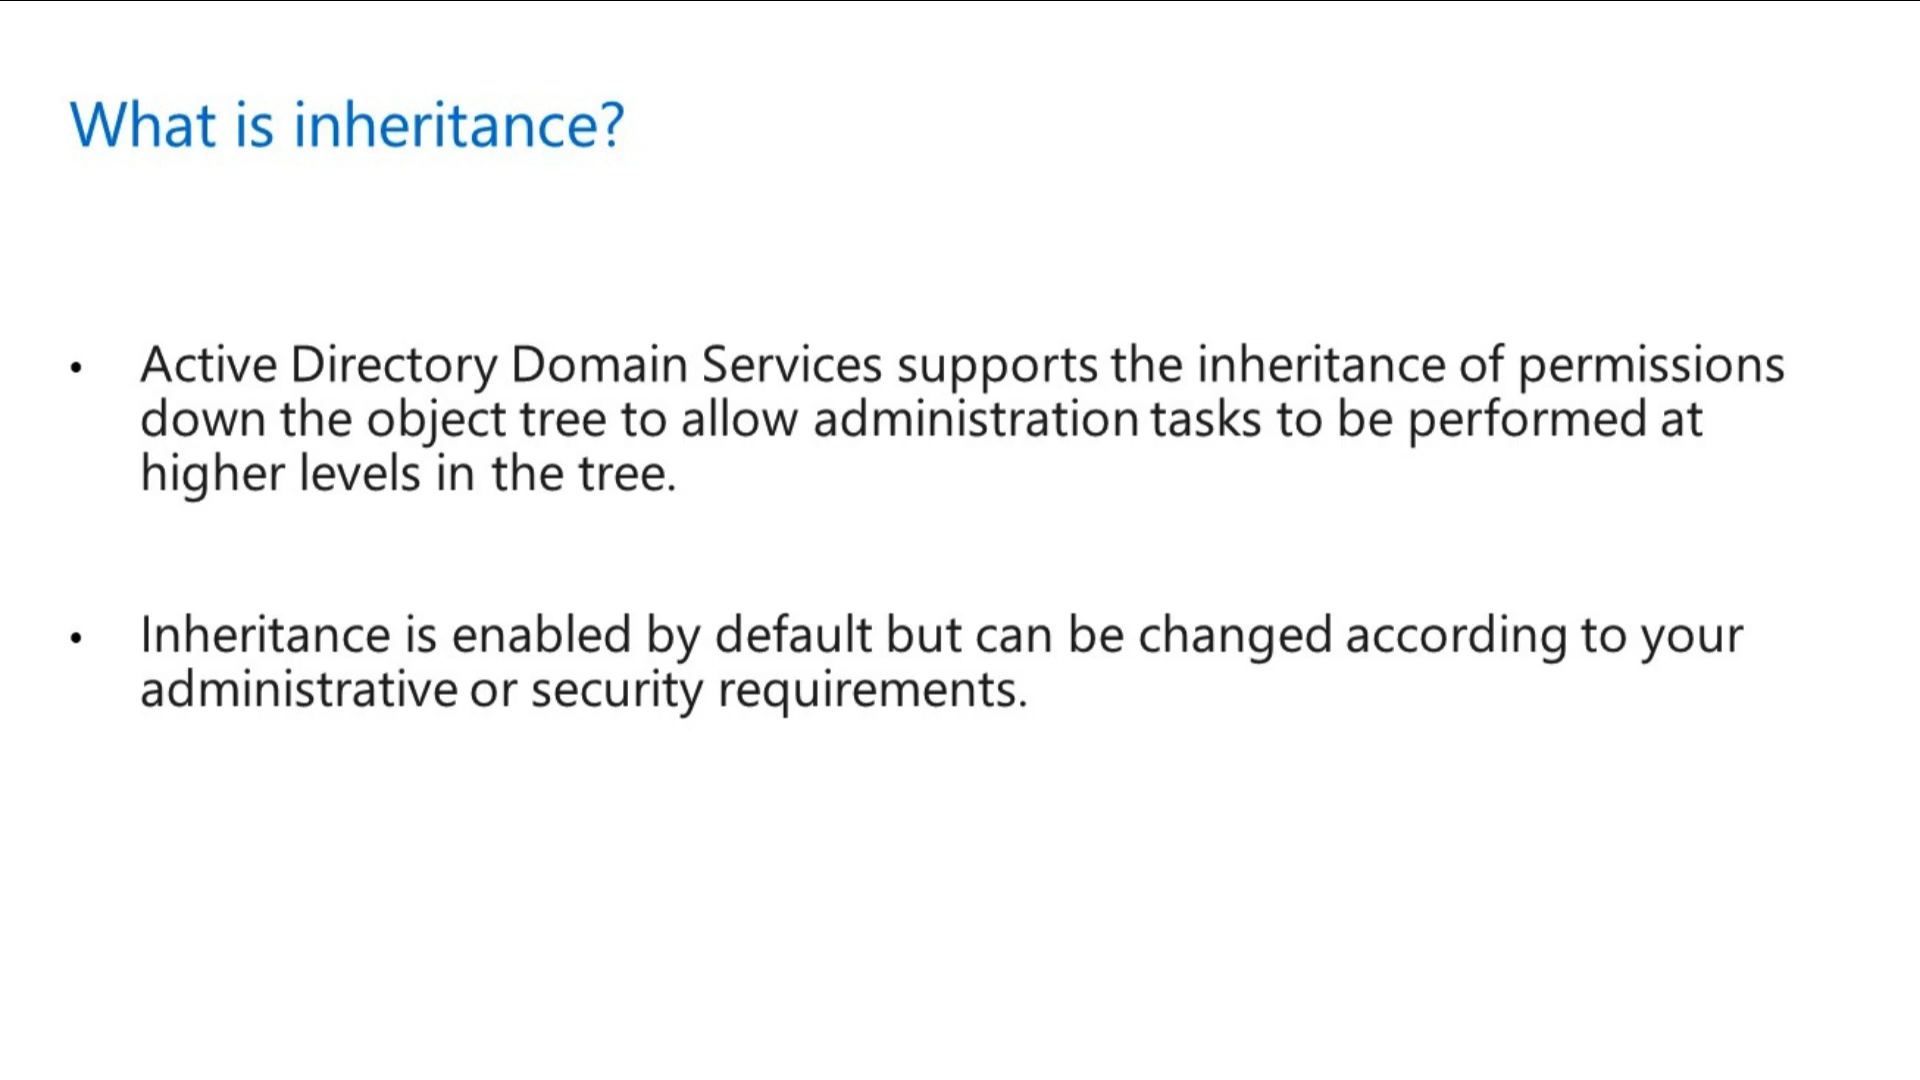 What is inheritance?
• Active Directory Domain Services supports the inheritance of permissions
down the object tree to allow administration tasks to be performed at
higher levels in the tree.
• Inheritance is enabled by default but can be changed according to your
administrative or security requirements.